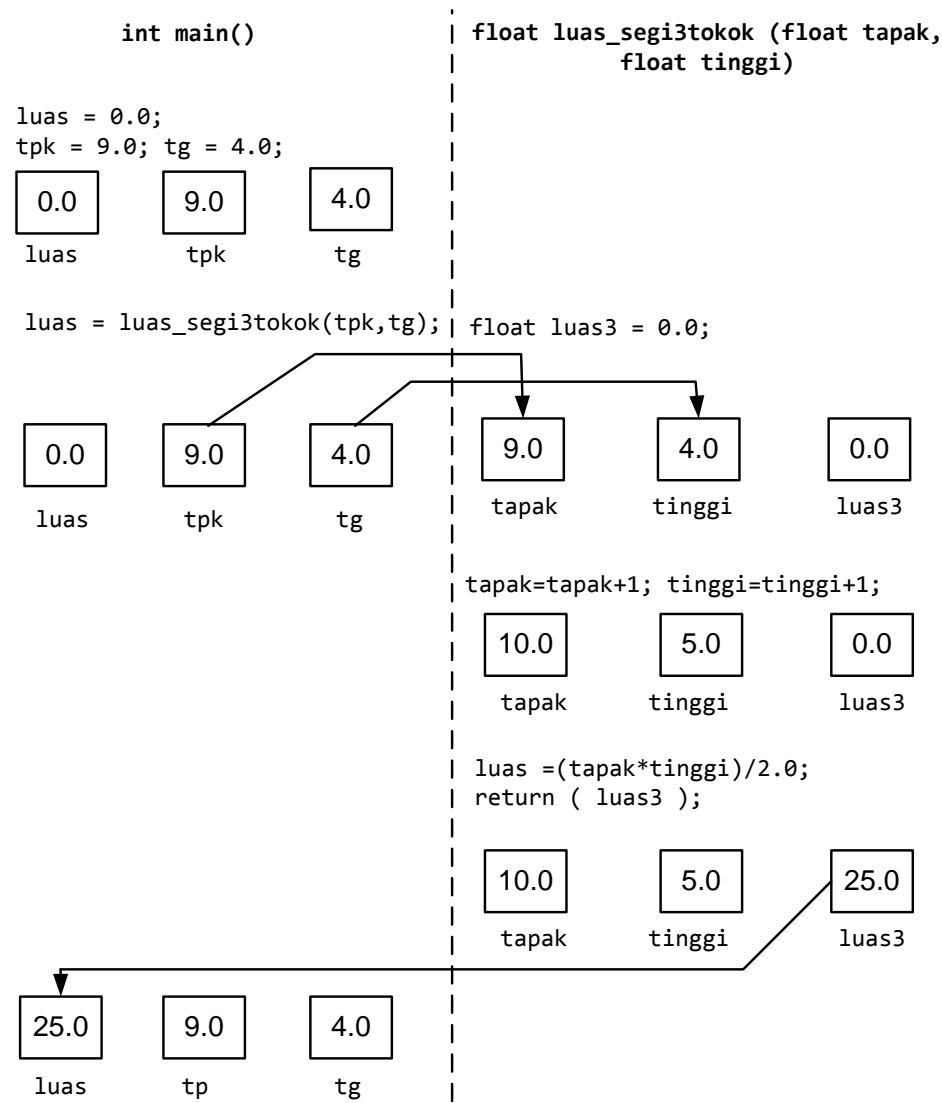 int main()
float luas_segi3tokok (float tapak,
float tinggi)
luas = 0.0;
tpk = 9.0; tg = 4.0;
0.0 9.0 4.0
luas tpk tg
luas = luas_segi3tokok(tpk,tg);
float luas3 = 0.0;
0.0 9.0 4.0
luas tpk tg
9.0 4.0 0.0
tapak tinggi luas3
tapak=tapak+1; tinggi=tinggi+1;
10.0 5.0 0.0
tapak tinggi luas3
luas =(tapak*tinggi)/2.0;
return ( luas3 );
10.0 5.0 25.0
tapak tinggi luas3
25.0 9.0 4.0
luas tp tg